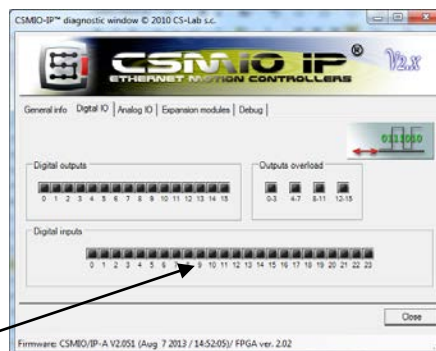 CSMIO-IP™ diagnostic window © 2010 CS-Lab s.c.
CSMIO IP® V2.x
ETHERNET MOTION CONTROLLERS
General info Digital IO Analog IO Expansion modules Debug
0111010
Digital outputs
0 1 2 3 4 5 6 7 8 9 10 11 12 13 14 15
Outputs overload
0-3 4-7 8-11 12-15
Digital inputs
0 1 2 3 4 5 6 7 8 9 10 11 12 13 14 15 16 17 18 19 20 21 22 23
Close
Firmware: CSMIO/IP-A V2.051 (Aug 7 2013 / 14:52:05)/ FPGA ver. 2.02